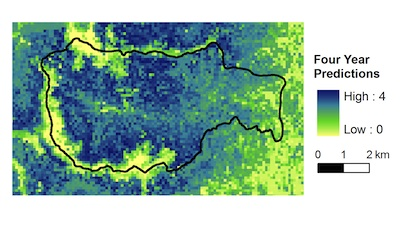 Four Year
Predictions
High : 4
Low : 0
0 1 2 km